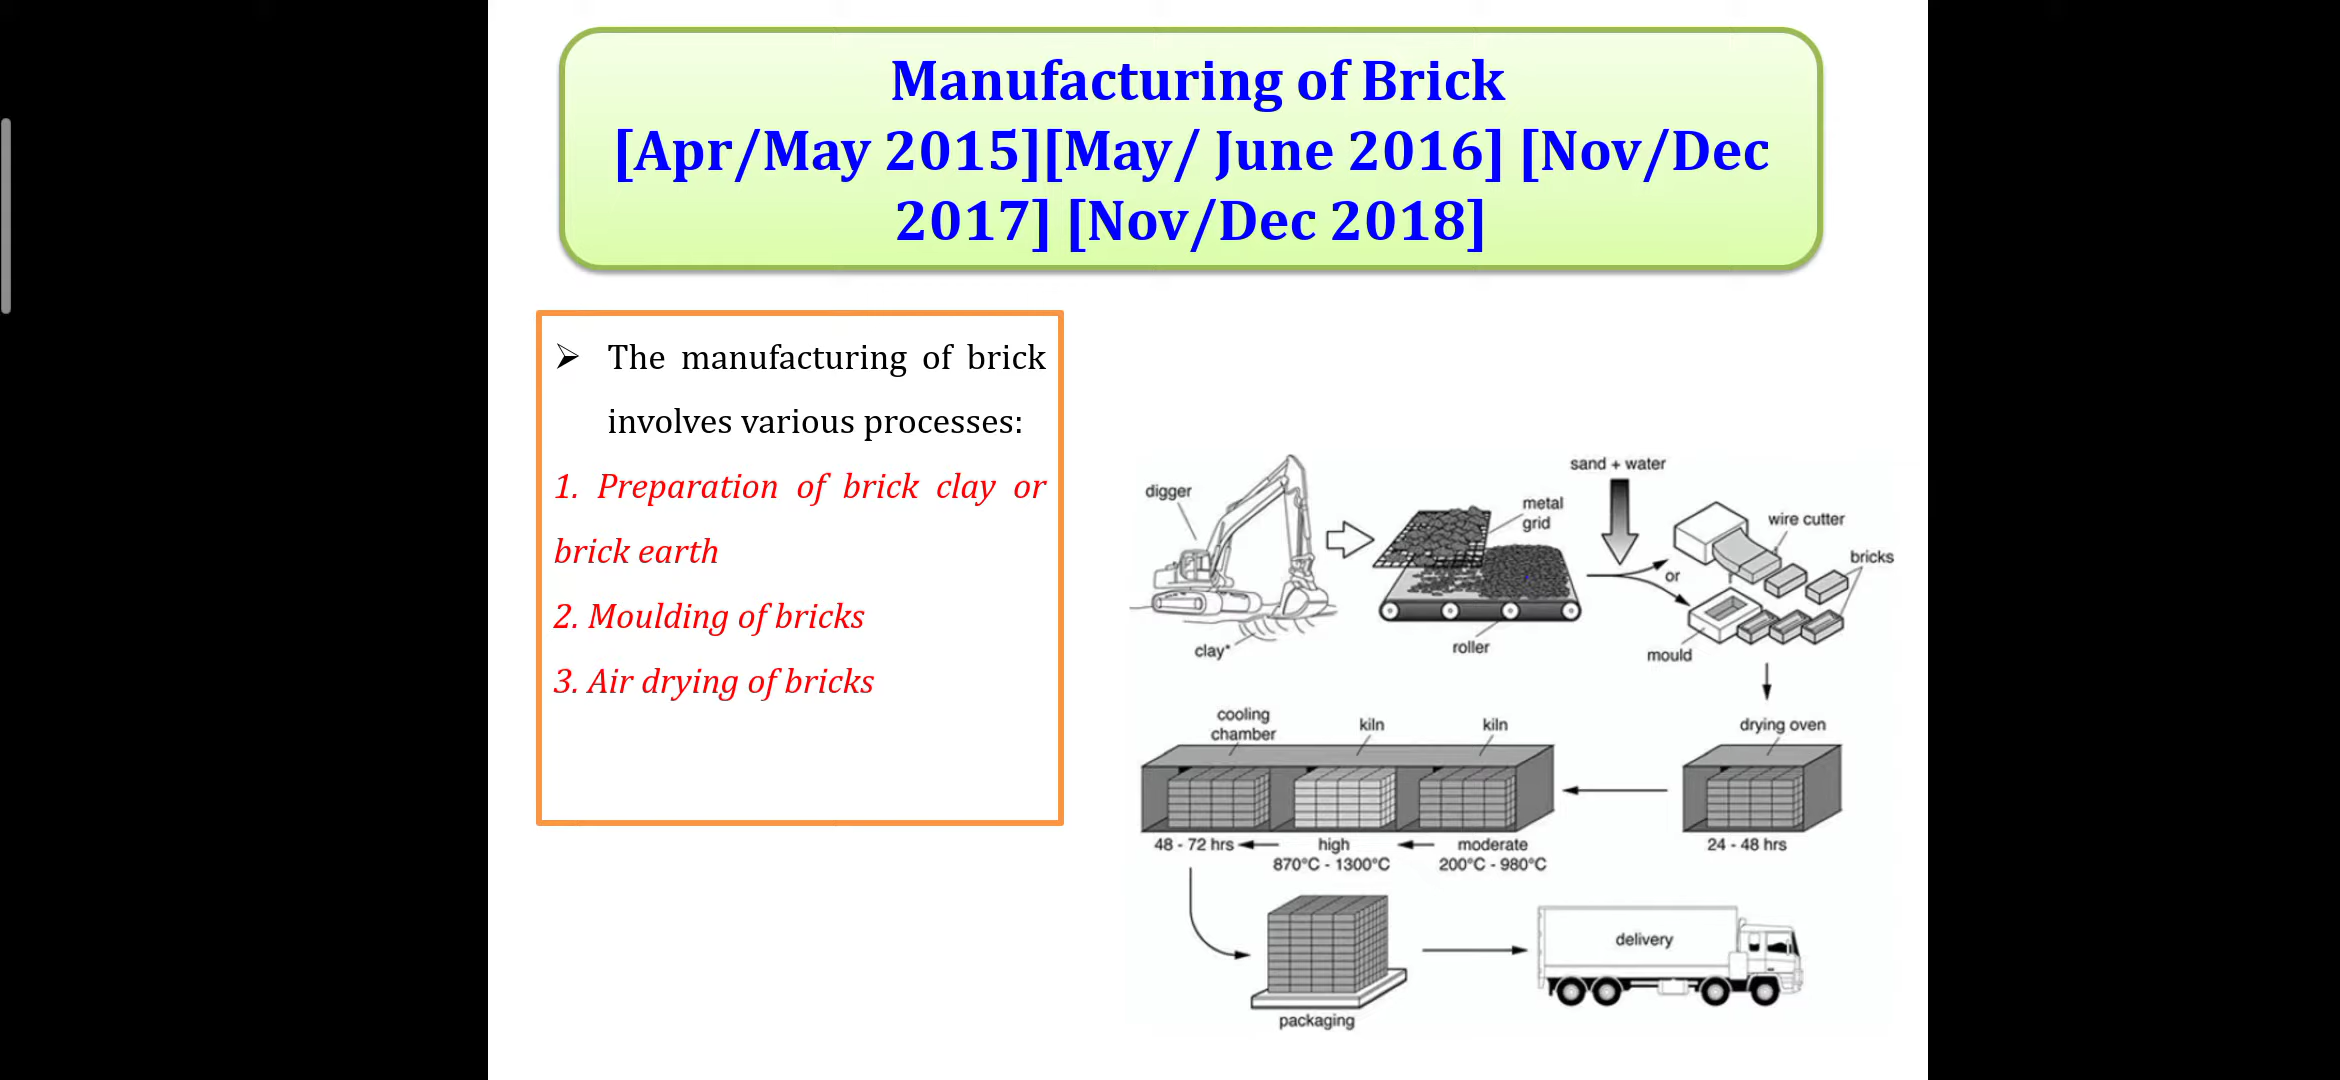 Manufacturing of Brick
[Apr/May 2015][May/ June 2016] [Nov/Dec
2017] [Nov/Dec 2018]
➢ The manufacturing of brick
involves various processes:
1. Preparation of brick clay or
brick earth
2. Moulding of bricks
3. Air drying of bricks
digger
clay*
metal
grid
roller
sand + water
or
wire cutter
bricks
mould
drying oven
24 - 48 hrs
kiln
moderate
200°C - 980°C
kiln
high
870°C - 1300°C
cooling
chamber
48 - 72 hrs
packaging
delivery